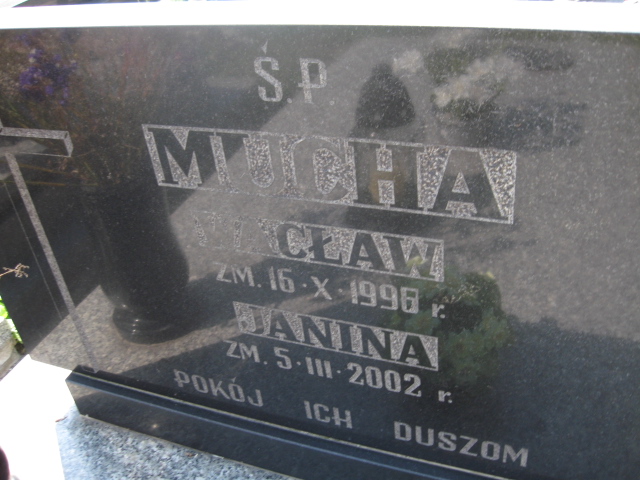 Ś.P
MUCHA
WACŁAW
ZM. 16·X·1998 r.
JANINA
ZM. 5·III·2002 r.
POKÓJ ICH DUSZOM